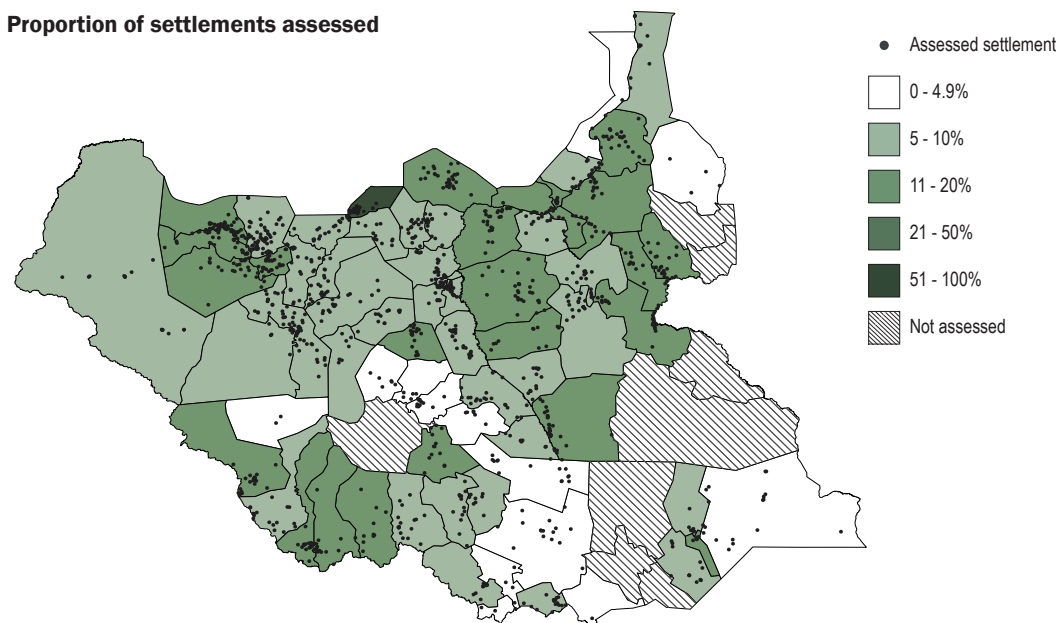 Proportion of settlements assessed
Assessed settlement
0 - 4.9%
5 - 10%
11 - 20%
21 - 50%
51 - 100%
Not assessed